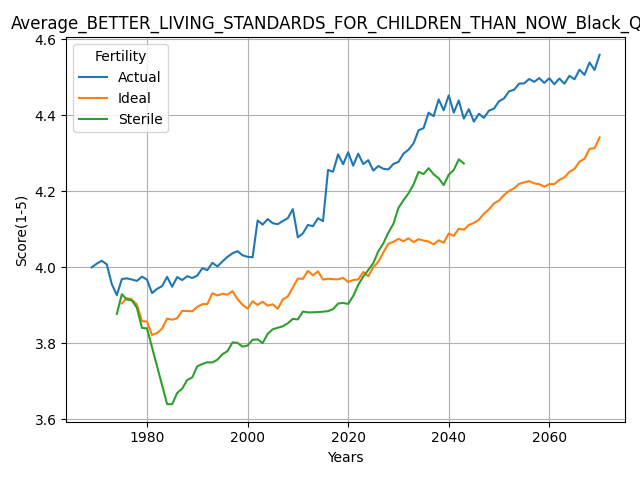 Average_BETTER_LIVING_STANDARDS_FOR_CHILDREN_THAN_NOW_Black_Q
4.6
4.4
4.2
4.0
3.8
3.6
Score(1-5)
Fertility
Actual
Ideal
Sterile
1980
2000
2020
2040
2060
Years